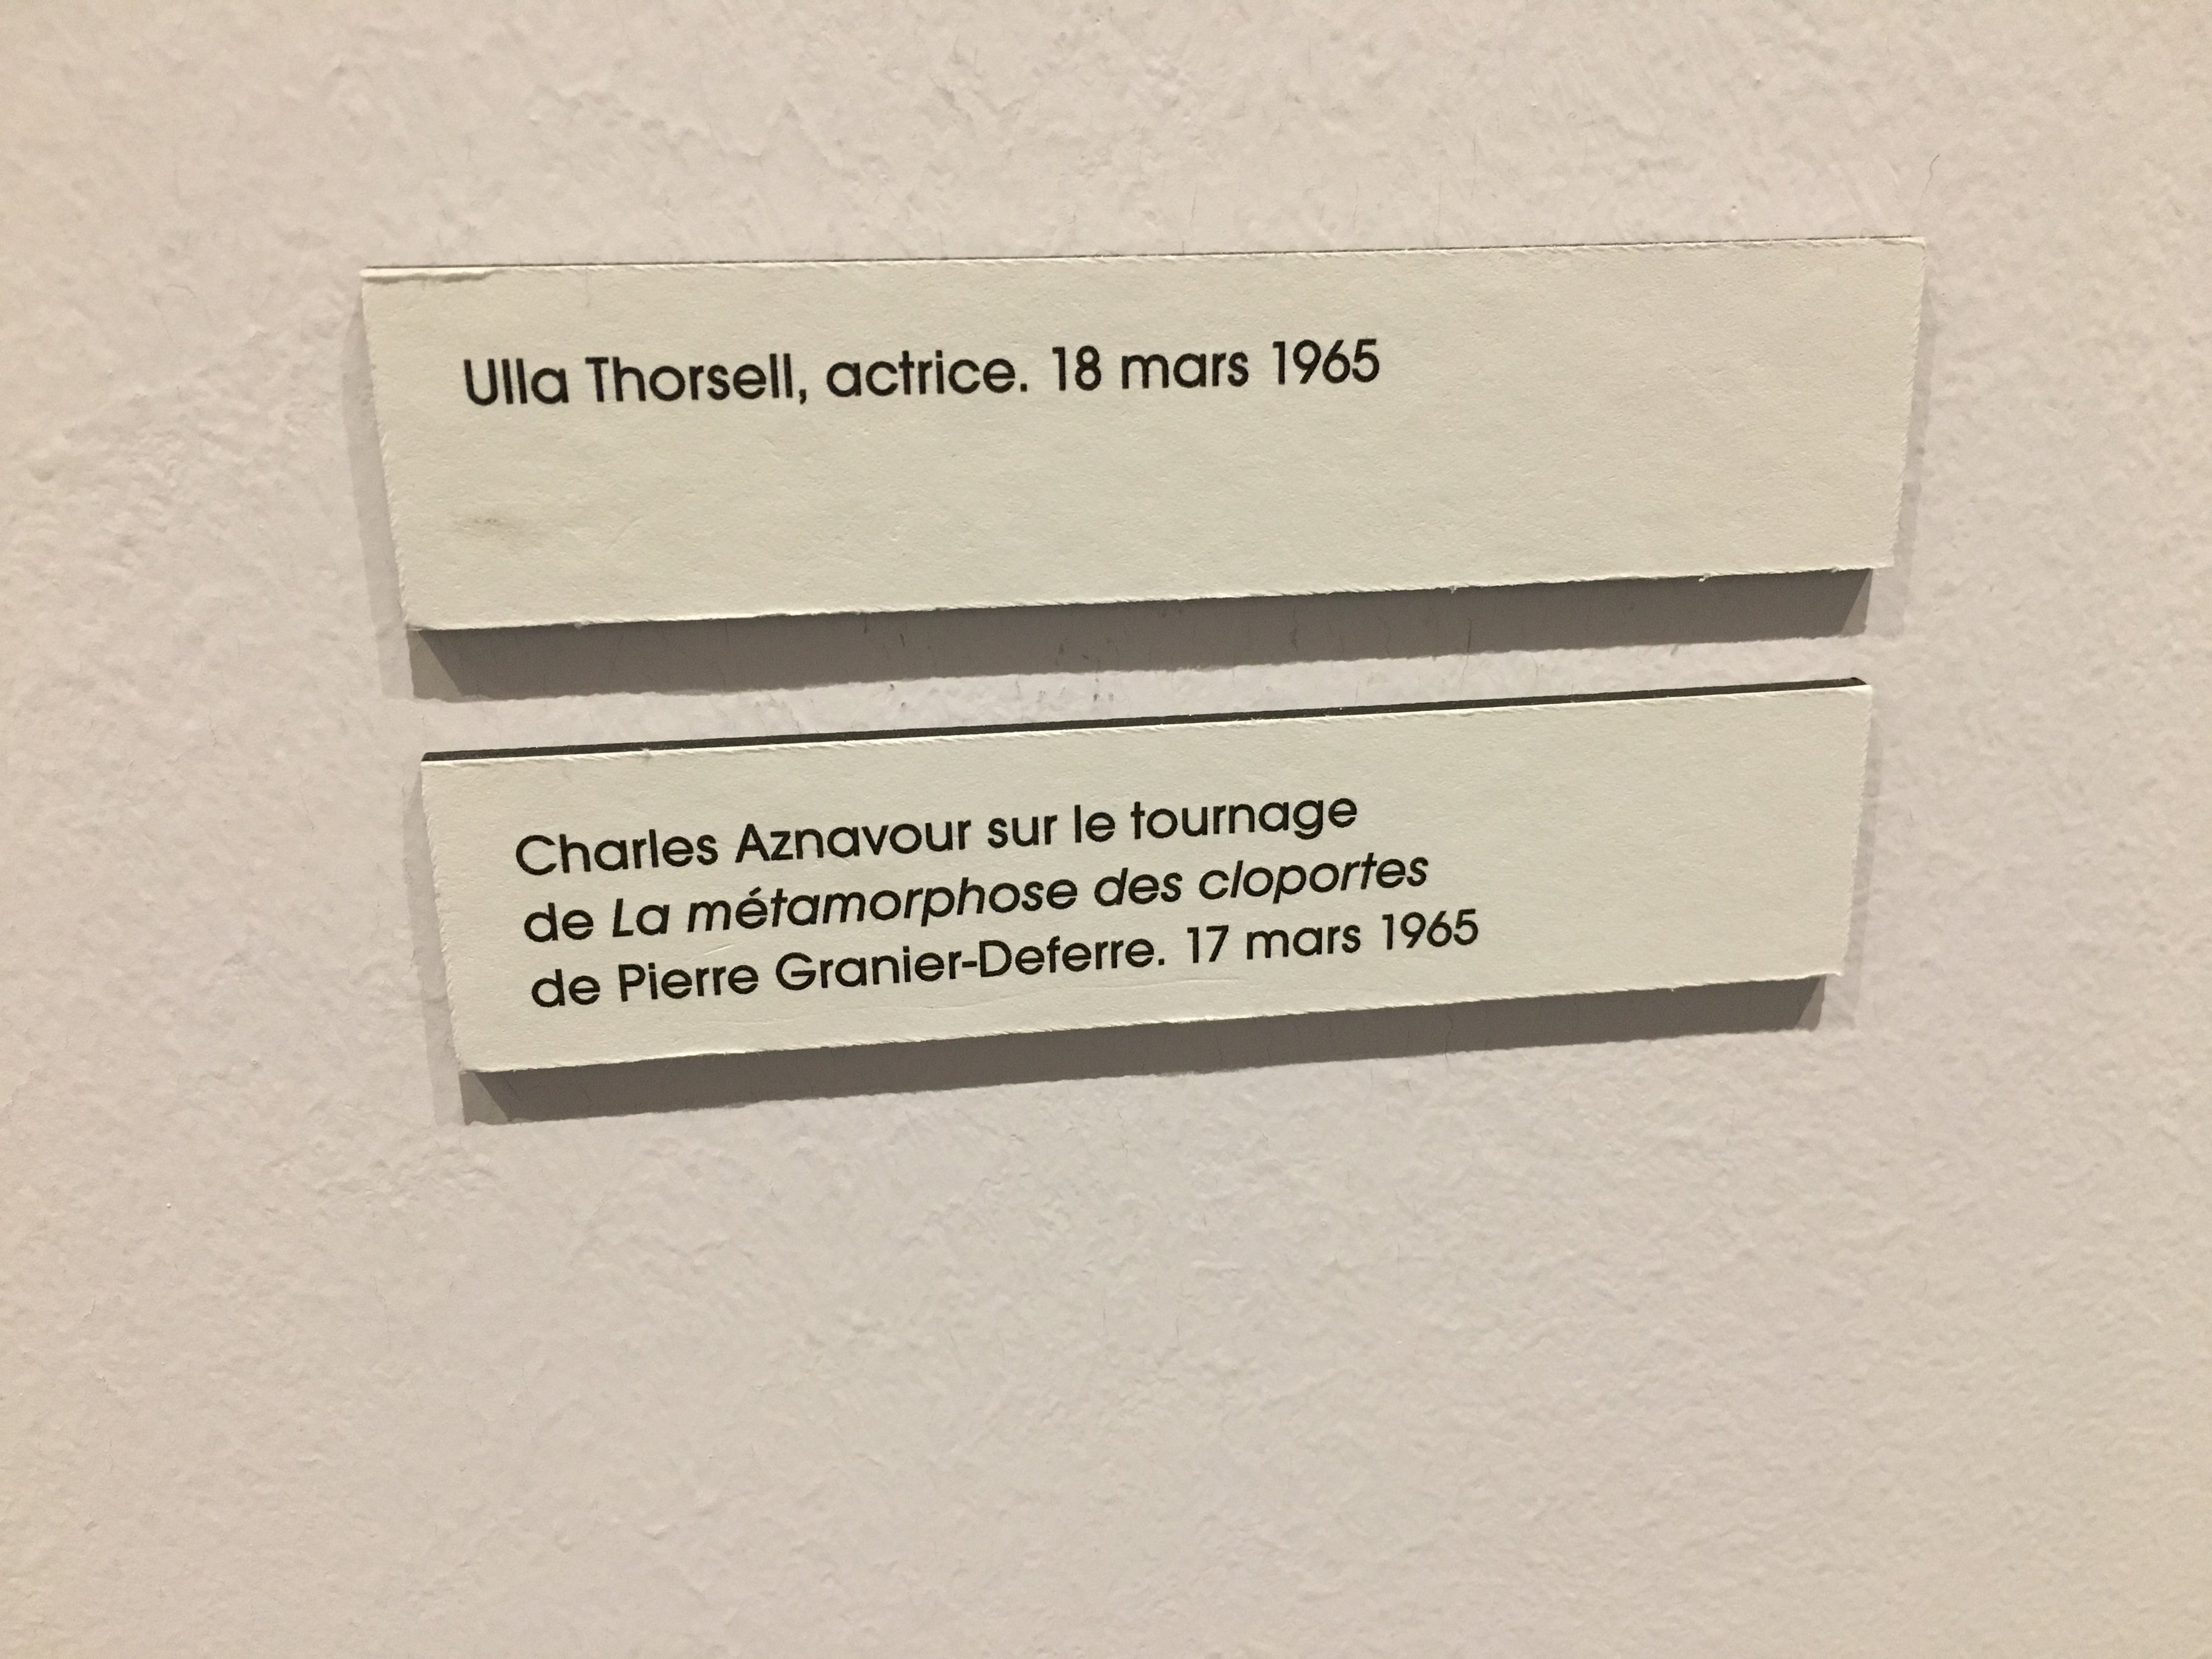 Ulla Thorsell, actrice. 18 mars 1965
Charles Aznavour sur le tournage
de La métamorphose des cloportes
de Pierre Granier-Deferre. 17 mars 1965